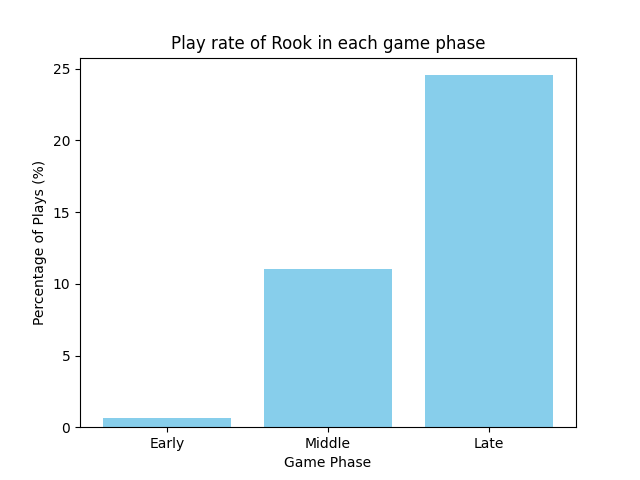 Play rate of Rook in each game phase
Percentage of Plays (%)
25
20
15
10
5
0
Early Middle Late
Game Phase